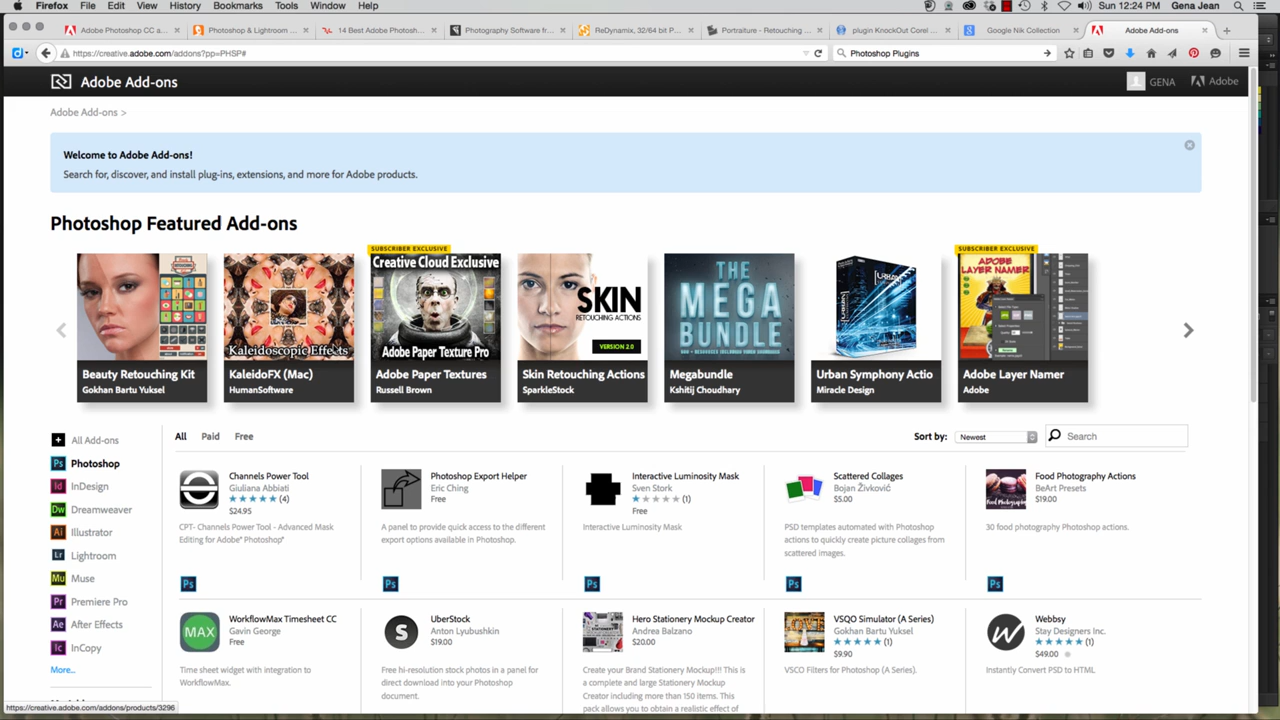 Firefox File Edit View History Bookmarks Tools Window Help Sun 12:24 PM Gena Jean
Adobe Photoshop CC a... Photoshop & Lightroom ... 14 Best Adobe Photosh... Photography Software fr... ReDynamix, 32/64 bit P... Portraiture - Retouching ... plugin KnockOut Corel ... Google Nik Collection Adobe Add-ons
https://creative.adobe.com/addons?pp=PHSP# Photoshop Plugins
Adobe Add-ons GENA Adobe
Adobe Add-ons >
Welcome to Adobe Add-ons!
Search for, discover, and install plug-ins, extensions, and more for Adobe products.
Photoshop Featured Add-ons
SUBSCRIBER EXCLUSIVE SUBSCRIBER EXCLUSIVE
Creative Cloud Exclusive
ADOBE LAYER NAMER
THE MEGA BUNDLE
SKIN
RETOUCHING ACTIONS
VERSION 2.0
Kaleidoscopic Effects
Adobe Paper Texture Pro
Beauty Retouching Kit KaleidoFX (Mac) Adobe Paper Textures Skin Retouching Actions Megabundle Urban Symphony Actio Adobe Layer Namer
Gokhan Bartu Yuksel HumanSoftware Russell Brown SparkleStock Kshitij Choudhary Miracle Design Adobe
All Add-ons
Ps Photoshop
Id InDesign
Dw Dreamweaver
Ai Illustrator
Lr Lightroom
Mu Muse
Pr Premiere Pro
Ae After Effects
Ic InCopy
More...
All Paid Free Sort by: Newest Search
Channels Power Tool
Giuliana Abbiati
(4)
$24.95
CPT- Channels Power Tool - Advanced Mask
Editing for Adobe® Photoshop®
Ps
Photoshop Export Helper
Eric Ching
Free
A panel to provide quick access to the different
export options available in Photoshop.
Ps
Interactive Luminosity Mask
Sven Stork
(1)
Free
Interactive Luminosity Mask
Ps
Scattered Collages
Bojan Živković
$5.00
PSD templates automated with Photoshop
actions to quickly create picture collages from
scattered images.
Ps
Food Photography Actions
BeArt Presets
$19.00
30 food photography Photoshop actions.
Ps
MAX
WorkflowMax Timesheet CC
Gavin George
Free
Time sheet widget with integration to
WorkflowMax.
S
UberStock
Anton Lyubushkin
$19.00
Free hi-resolution stock photos in a panel for
direct download into your Photoshop
document.
Hero Stationery Mockup Creator
Andrea Balzano
$20.00
Create your Brand Stationery Mockup!!! This is
a complete and large Stationery Mockup
Creator including more than 150 items. This
pack allows you to obtain a realistic effect of
VSQO Simulator (A Series)
Gokhan Bartu Yuksel
(1)
$9.90
VSCO Filters for Photoshop (A Series).
Webbsy
Stay Designers Inc.
(1)
$49.00
Instantly Convert PSD to HTML
https://creative.adobe.com/addons/products/3296